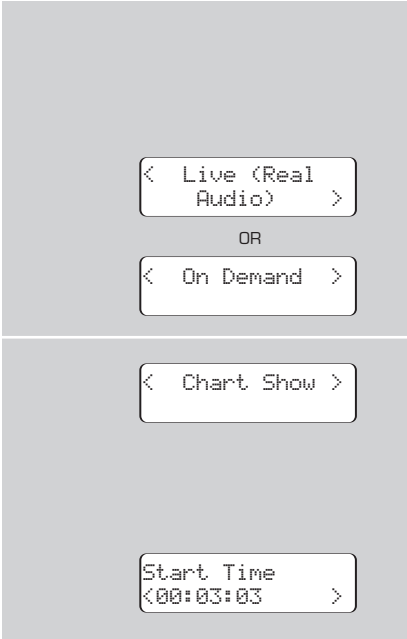 <  Live (Real
Audio)  >
OR
<  On Demand  >
<  Chart Show  >
Start Time
<00:03:03  >